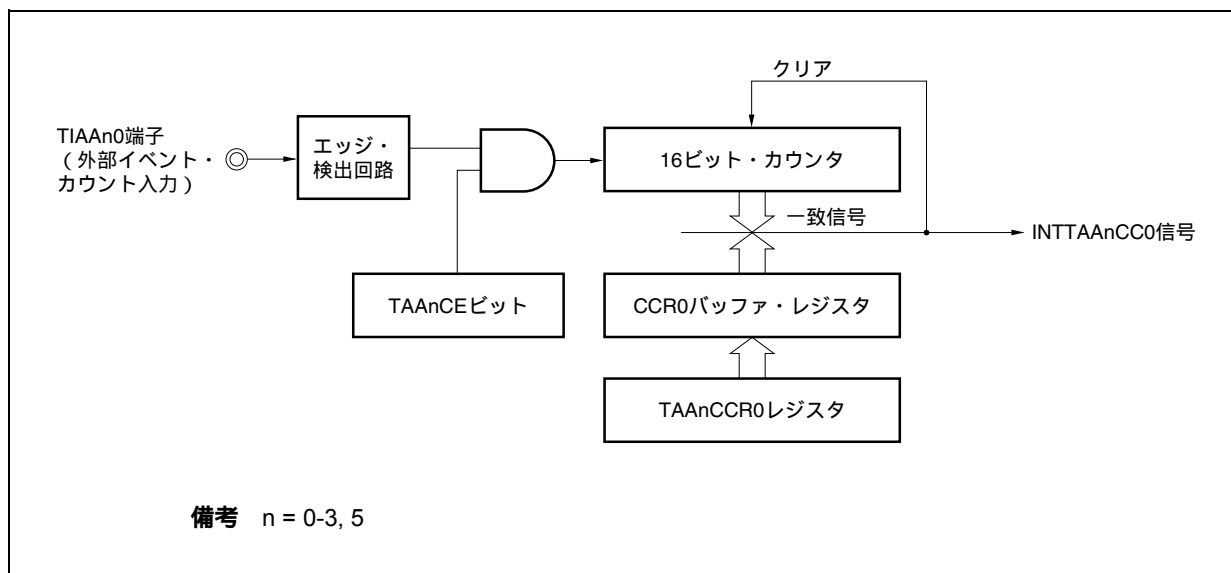 クリア
TIAAn0端子
（外部イベント・
カウント入力）
エッジ・
検出回路
16ビット・カウンタ
一致信号
INTTAAnCC0信号
TAAnCEビット
CCR0バッファ・レジスタ
TAAnCCR0レジスタ
備考 n = 0-3, 5